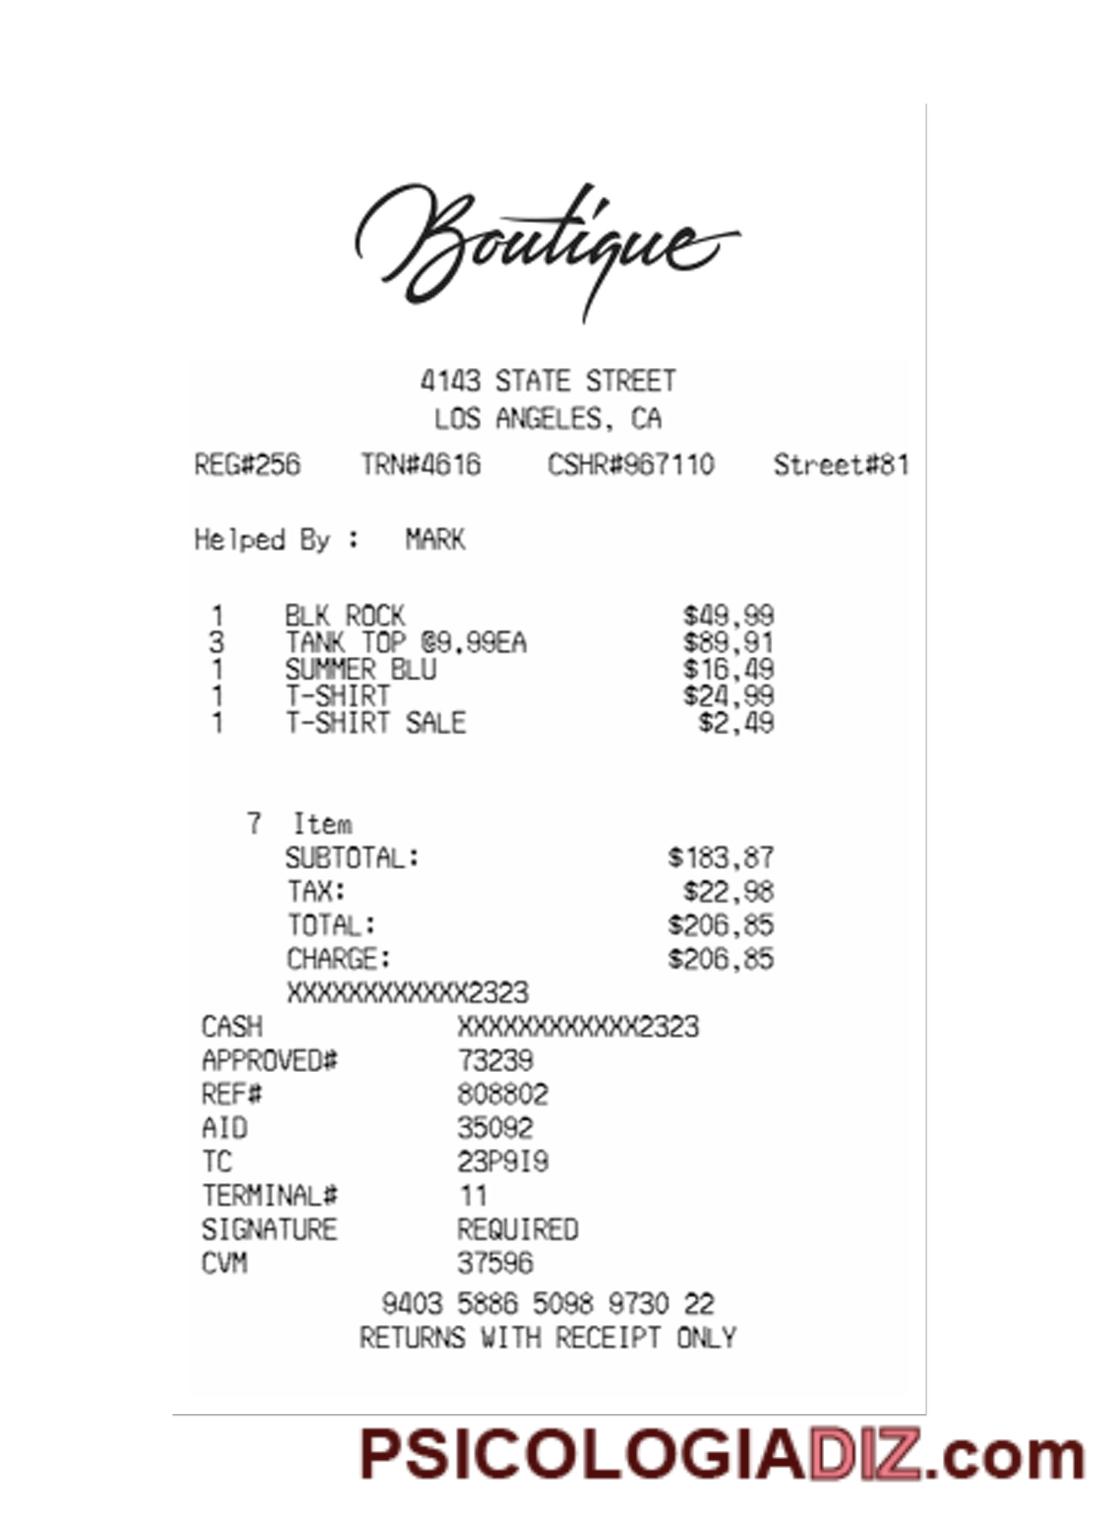 Boutique
4143 STATE STREET
LOS ANGELES, CA
REG#256 TRN#4616 CSHR#967110 Street#81
Helped By : MARK
1 BLK ROCK $49,99
3 TANK TOP @9.99EA $89,91
1 SUMMER BLU $16,49
1 T-SHIRT $24,99
1 T-SHIRT SALE $2,49
7 Item
SUBTOTAL: $183,87
TAX: $22,98
TOTAL: $206,85
CHARGE: $206,85
XXXXXXXXXXXX2323
CASH XXXXXXXXXXXX2323
APPROVED# 73239
REF# 808802
AID 35092
TC 23P9I9
TERMINAL# 11
SIGNATURE REQUIRED
CVM 37596
9403 5886 5098 9730 22
RETURNS WITH RECEIPT ONLY
PSICOLOGIADIZ.com